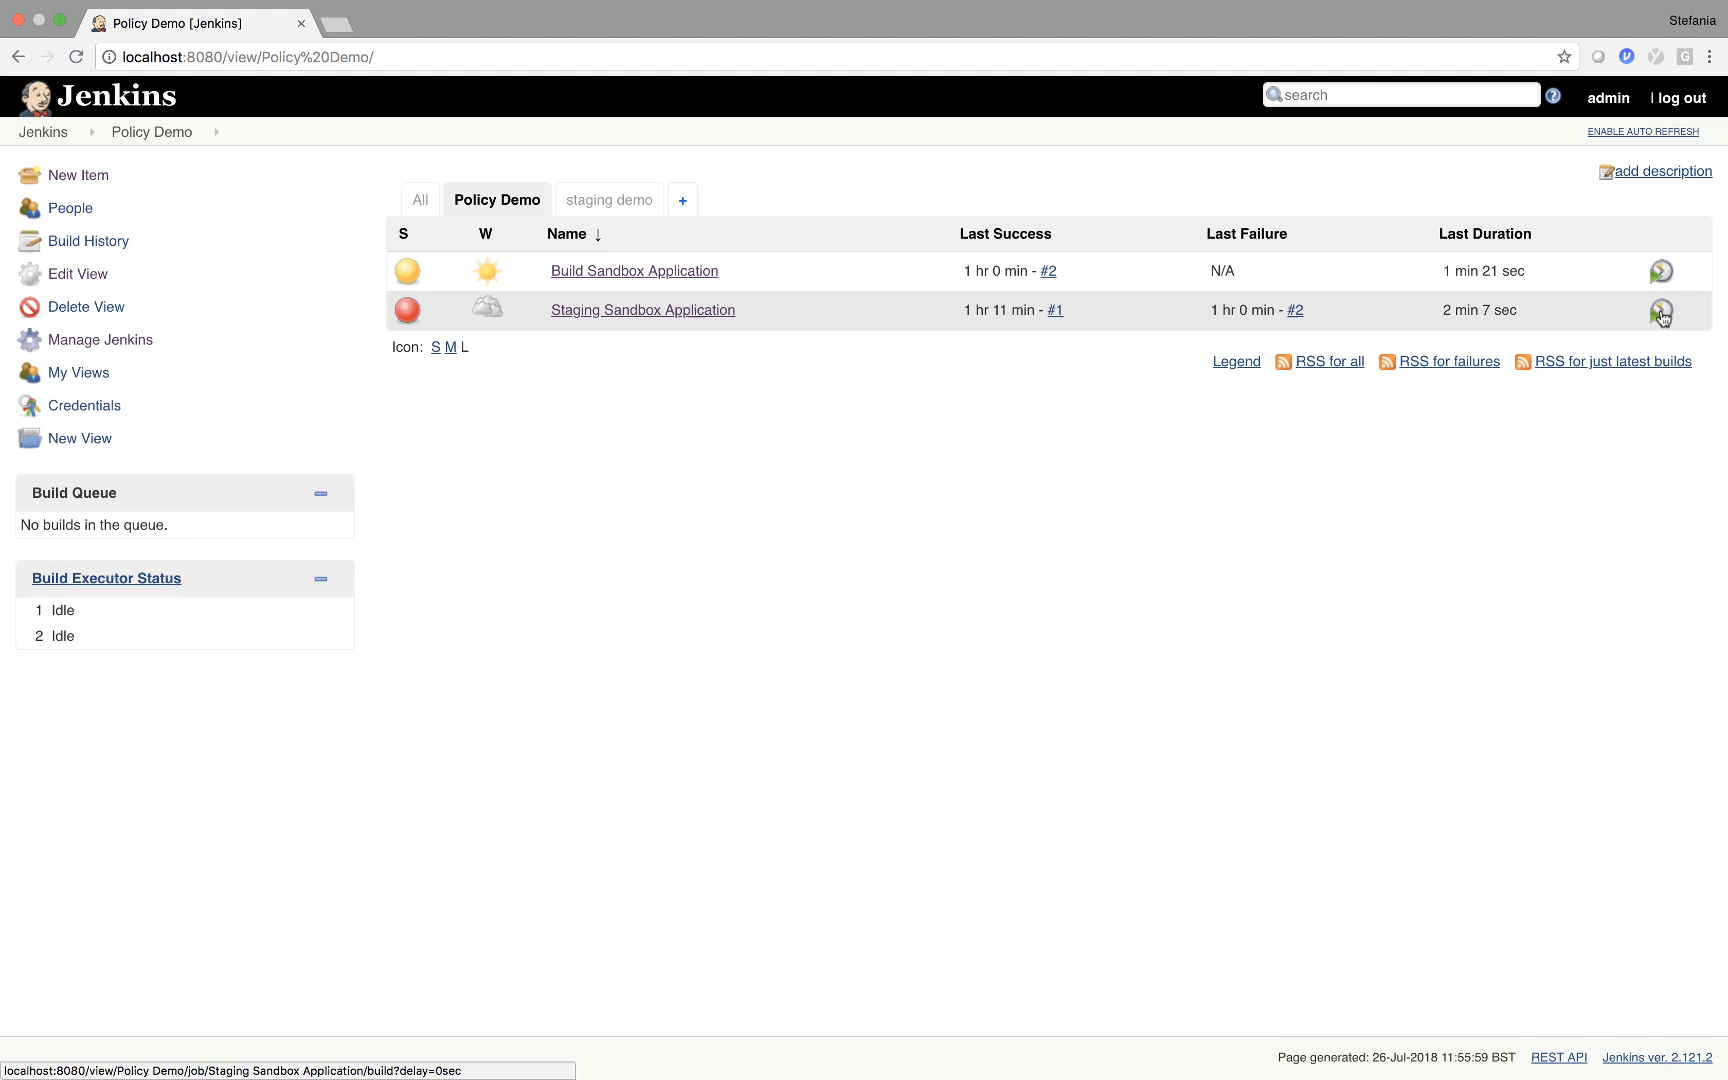 Policy Demo [Jenkins]
Stefania
localhost:8080/view/Policy%20Demo/
Jenkins
search
admin
| log out
Jenkins
Policy Demo
ENABLE AUTO REFRESH
New Item
People
Build History
Edit View
Delete View
Manage Jenkins
My Views
Credentials
New View
Build Queue
No builds in the queue.
Build Executor Status
1 Idle
2 Idle
add description
All Policy Demo staging demo +
S W Name ↓ Last Success Last Failure Last Duration
Build Sandbox Application 1 hr 0 min - #2 N/A 1 min 21 sec
Staging Sandbox Application 1 hr 11 min - #1 1 hr 0 min - #2 2 min 7 sec
Icon: S M L
Legend RSS for all RSS for failures RSS for just latest builds
Page generated: 26-Jul-2018 11:55:59 BST REST API Jenkins ver. 2.121.2
localhost:8080/view/Policy Demo/job/Staging Sandbox Application/build?delay=0sec